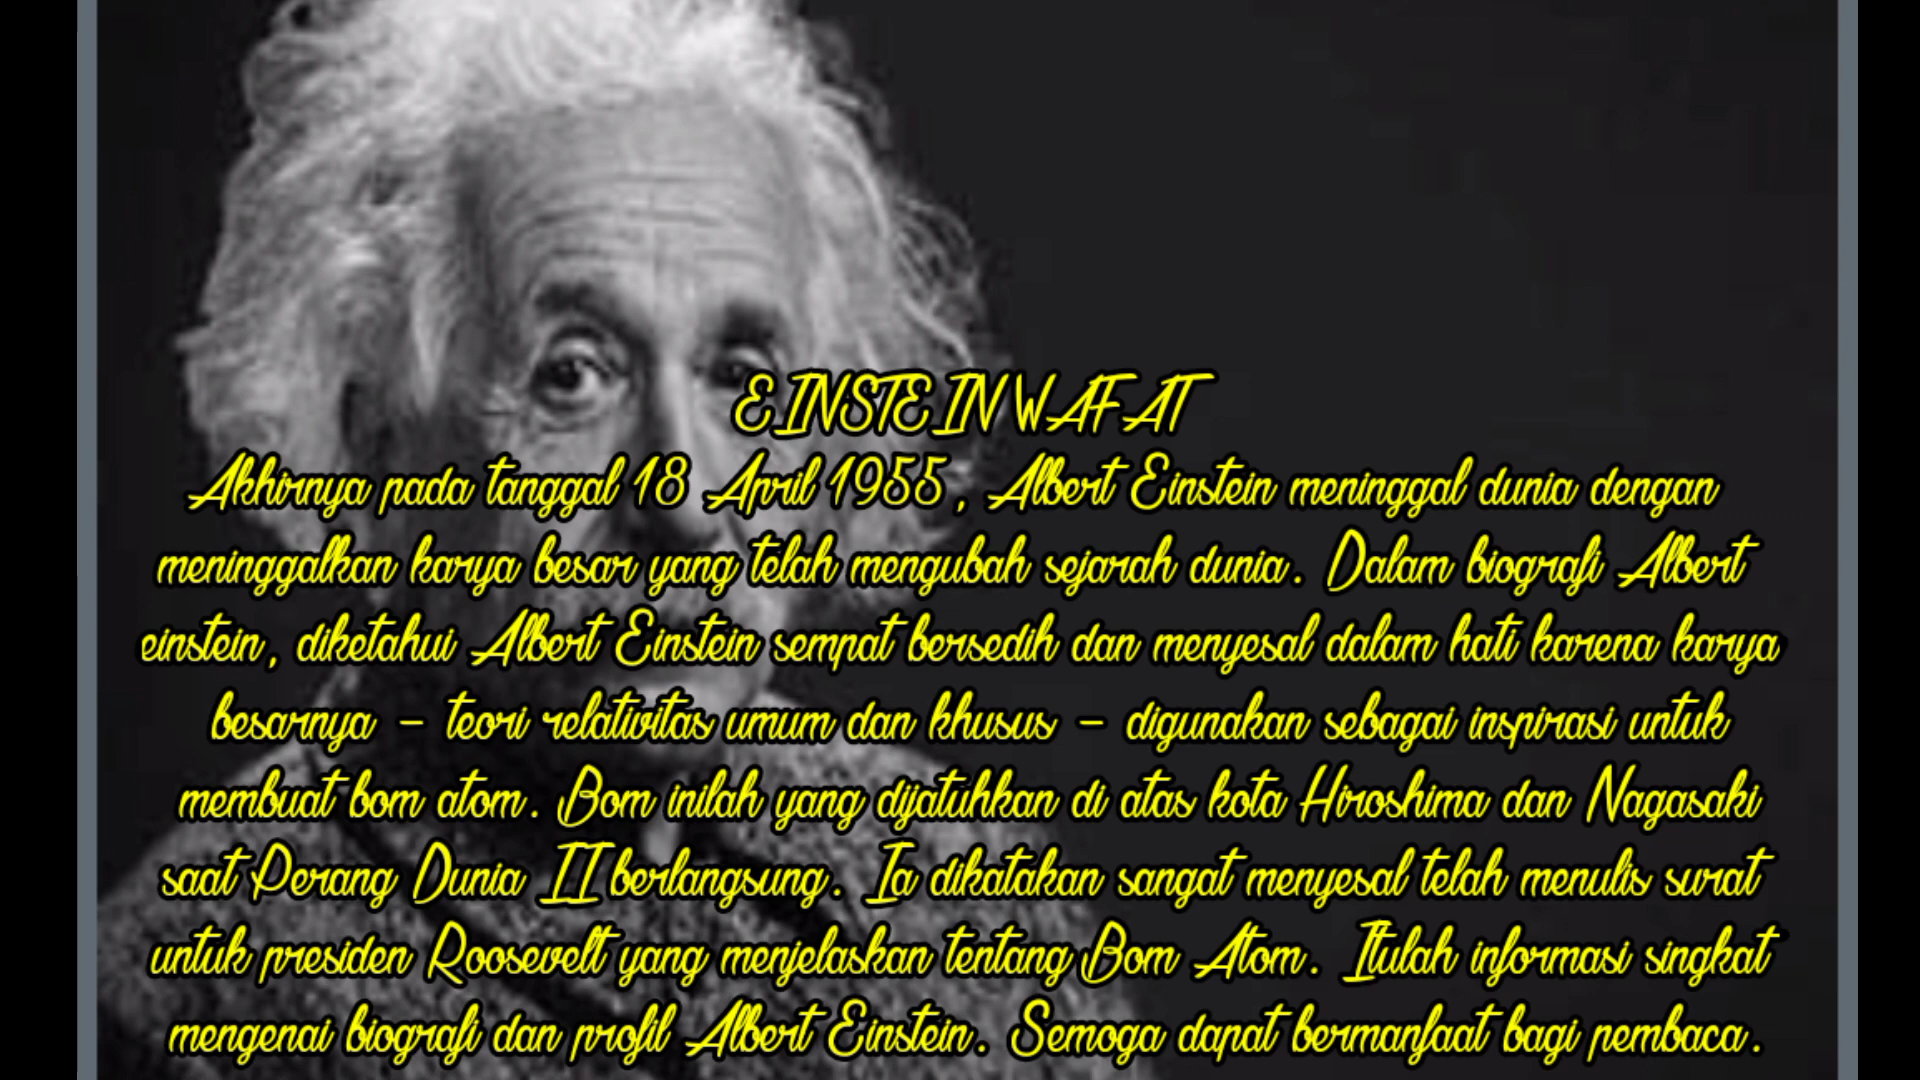 EINSTEIN WAFAT
Akhirnya pada tanggal 18 April 1955, Albert Einstein meninggal dunia dengan
meninggalkan karya besar yang telah mengubah sejarah dunia. Dalam biografi Albert
einstein, diketahui Albert Einstein sempat bersedih dan menyesal dalam hati karena karya
besarnya – teori relativitas umum dan khusus – digunakan sebagai inspirasi untuk
membuat bom atom. Bom inilah yang dijatuhkan di atas kota Hiroshima dan Nagasaki
saat Perang Dunia II berlangsung. Ia dikatakan sangat menyesal telah menulis surat
untuk presiden Roosevelt yang menjelaskan tentang Bom Atom. Itulah informasi singkat
mengenai biografi dan profil Albert Einstein. Semoga dapat bermanfaat bagi pembaca.